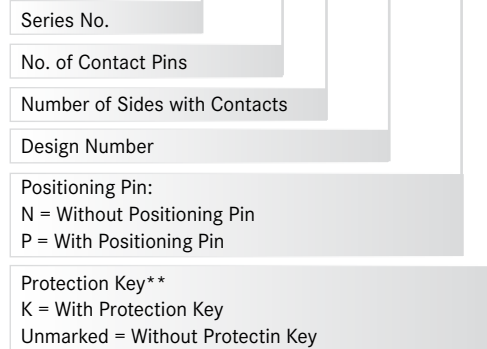 Series No.
No. of Contact Pins
Number of Sides with Contacts
Design Number
Positioning Pin:
N = Without Positioning Pin
P = With Positioning Pin
Protection Key**
K = With Protection Key
Unmarked = Without Protectin Key